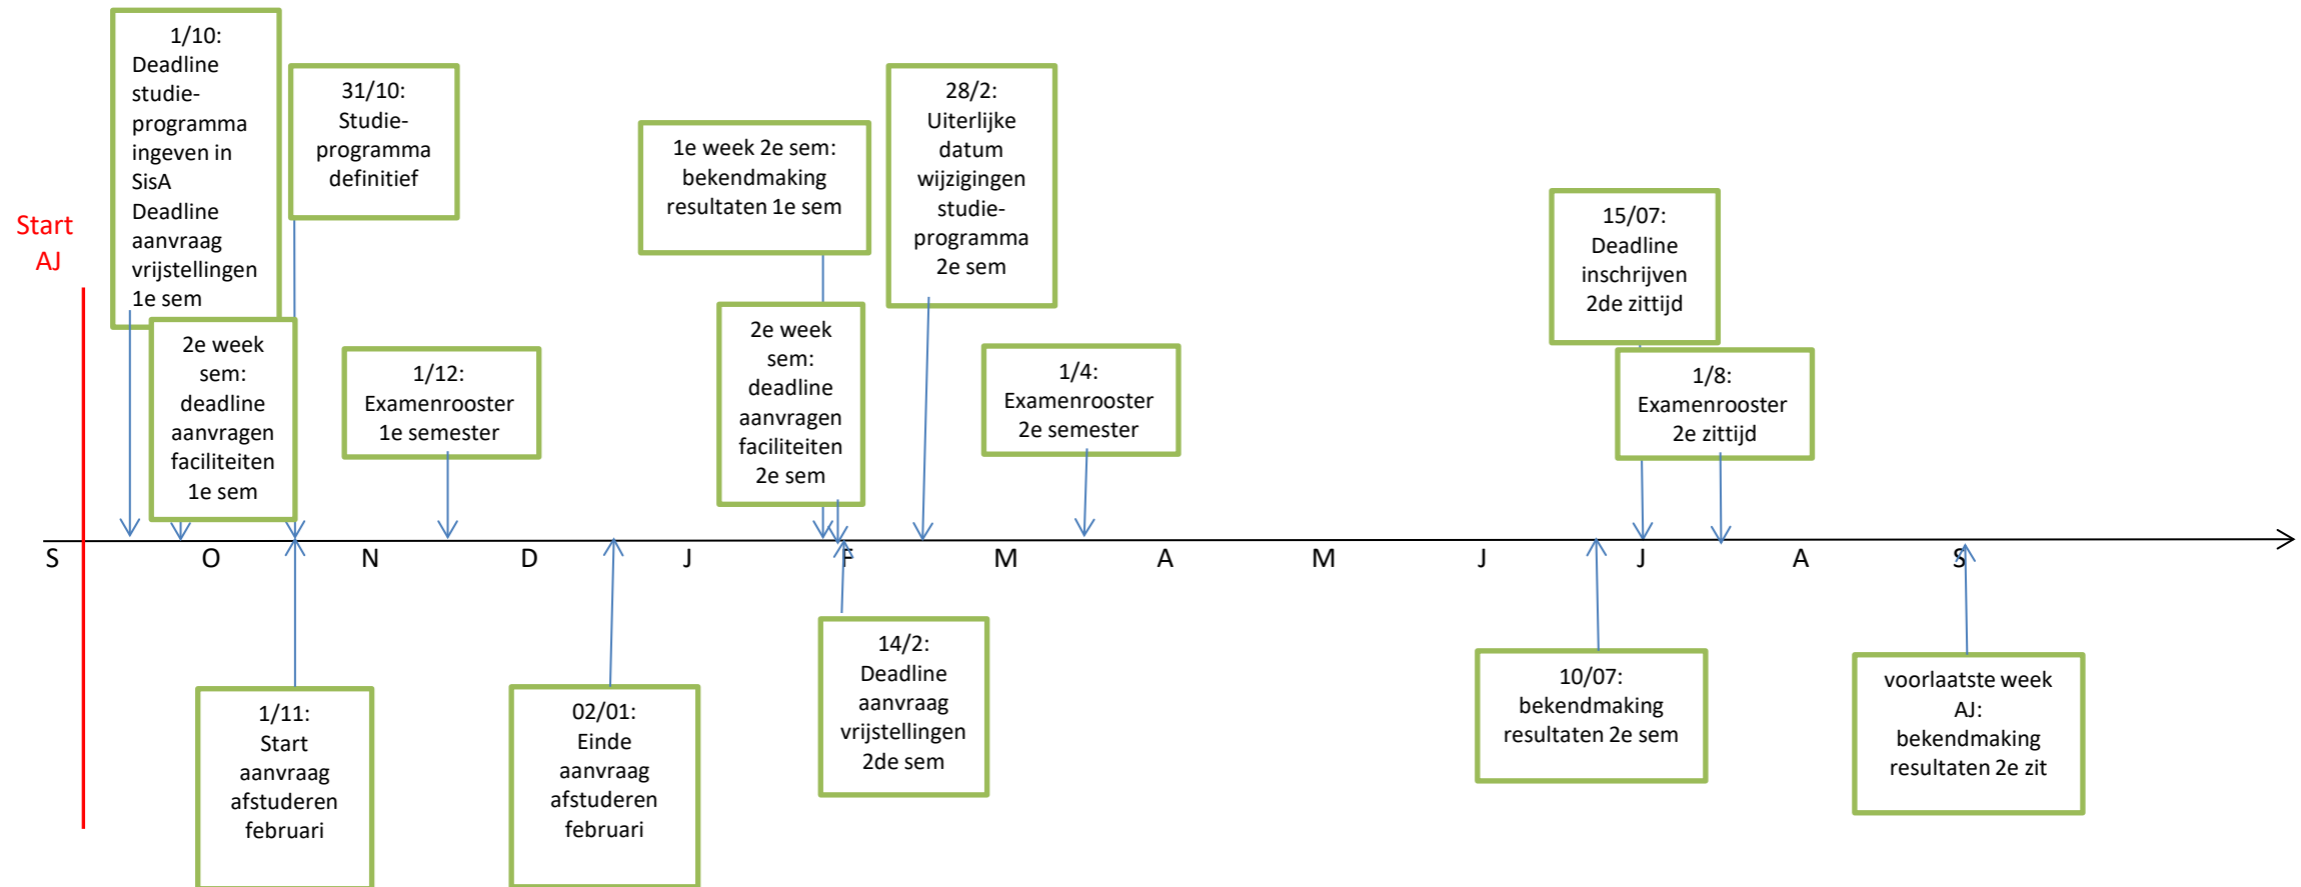 Start
AJ
1/10:
Deadline
studie-
programma
ingeven in
SisA
Deadline
aanvraag
vrijstellingen
1e sem
2e week
sem:
deadline
aanvragen
faciliteiten
1e sem
31/10:
Studie-
programma
definitief
1/12:
Examenrooster
1e semester
1e week 2e sem:
bekendmaking
resultaten 1e sem
2e week
sem:
deadline
aanvragen
faciliteiten
2e sem
28/2:
Uiterlijke
datum
wijzigingen
studie-
programma
2e sem
1/4:
Examenrooster
2e semester
15/07:
Deadline
inschrijven
2de zittijd
1/8:
Examenrooster
2e zittijd
S O N D J F M A M J J A S
1/11:
Start
aanvraag
afstuderen
februari
02/01:
Einde
aanvraag
afstuderen
februari
14/2:
Deadline
aanvraag
vrijstellingen
2de sem
10/07:
bekendmaking
resultaten 2e sem
voorlaatste week
AJ:
bekendmaking
resultaten 2e zit